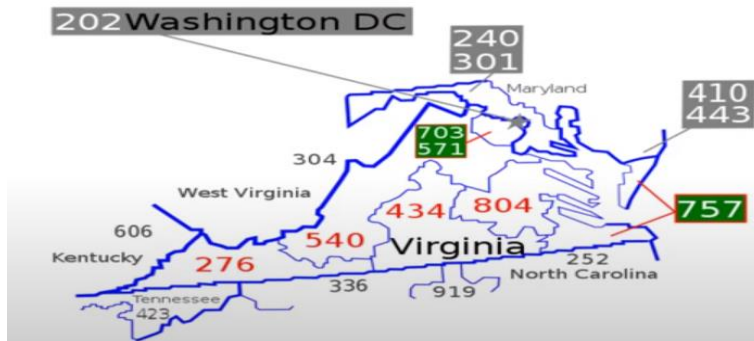 202Washington DC
240
301
Maryland
410
443
703
571
304
West Virginia
434
804
757
606
540
Virginia
Kentucky
276
252
North Carolina
336
919
Tennessee
423